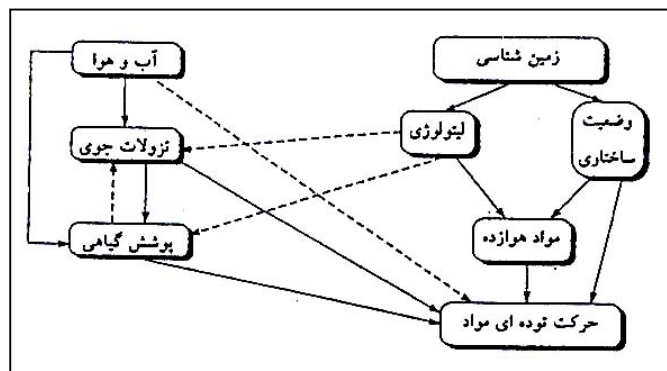 زمین شناسی
آب و هوا
لیتولوژی
وضعیت
ساختاری
نزولات جوی
پوشش گیاهی
مواد هوازده
حرکت توده ای مواد